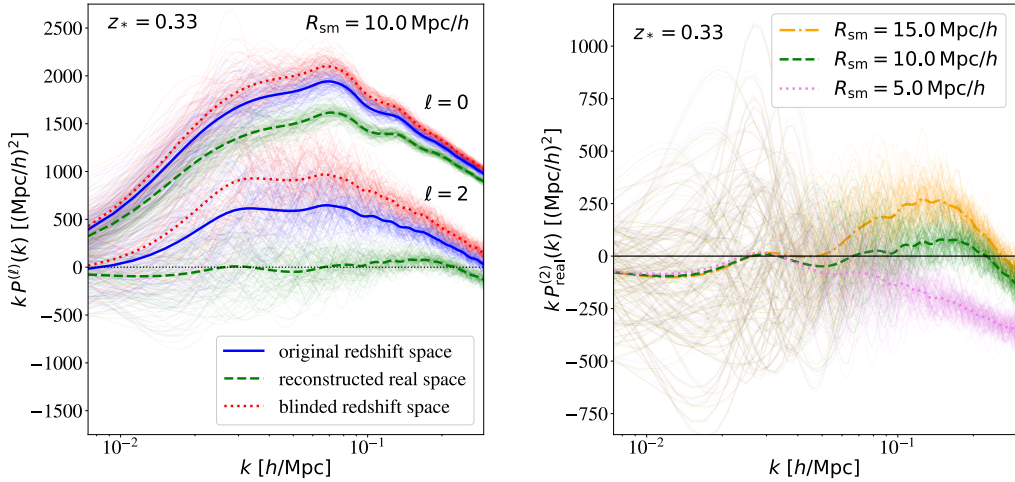 z* = 0.33
R_sm = 10.0 Mpc/h
ℓ = 0
ℓ = 2
original redshift space
reconstructed real space
blinded redshift space
2500
2000
1500
1000
500
0
−500
−1000
−1500
k P^(ℓ)(k) [(Mpc/h)^2]
10^−2
10^−1
k [h/Mpc]
z* = 0.33
R_sm = 15.0 Mpc/h
R_sm = 10.0 Mpc/h
R_sm = 5.0 Mpc/h
1000
750
500
250
0
−250
−500
−750
k P_real^(2)(k) [(Mpc/h)^2]
10^−2
10^−1
k [h/Mpc]